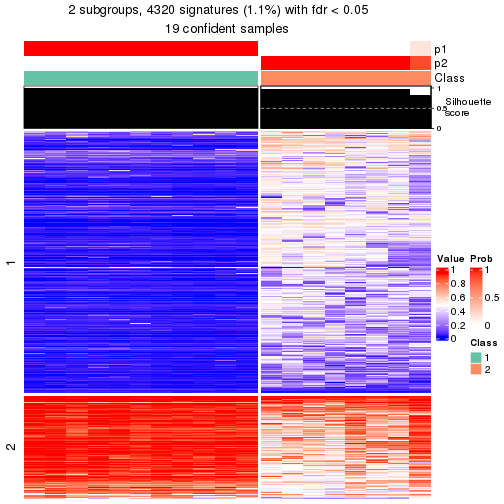 2 subgroups, 4320 signatures (1.1%) with fdr < 0.05
19 confident samples
p1
p2
Class
1
0.5
0
Silhouette
score
1
2
Value
1
0.8
0.6
0.4
0.2
0
Prob
1
0.5
0
Class
1
2